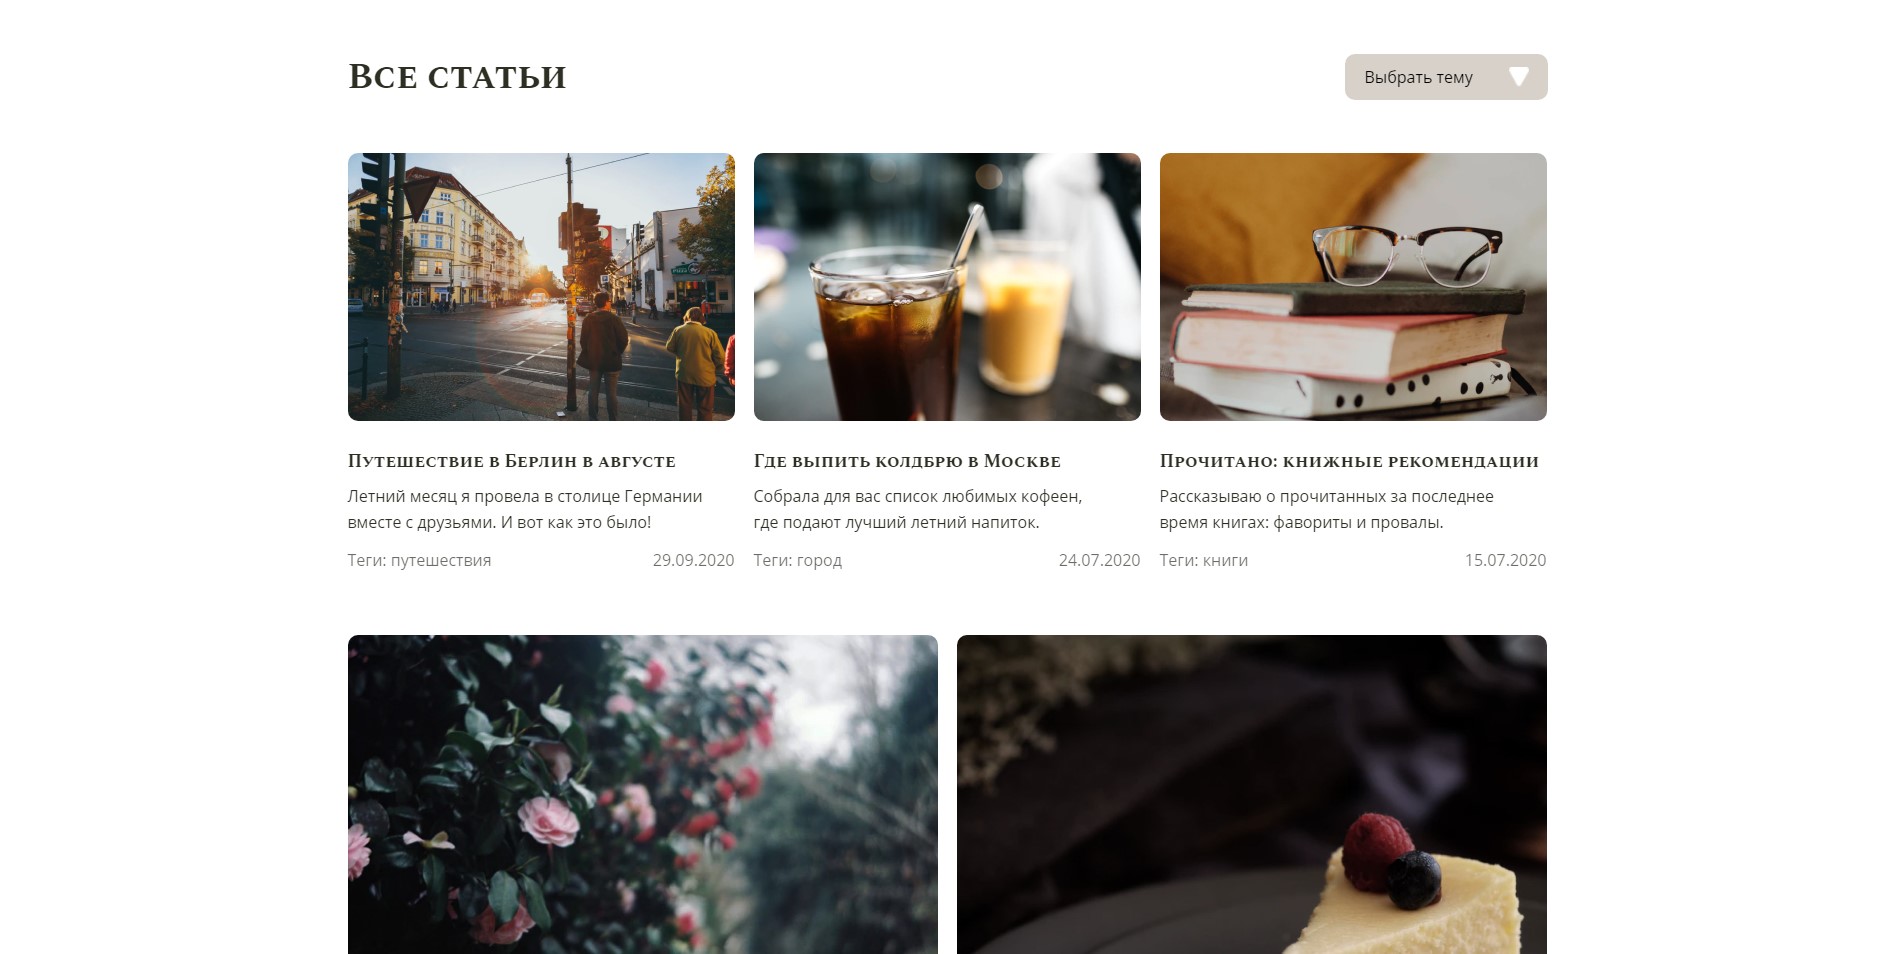 Все статьи
Выбрать тему
Путешествие в Берлин в августе
Летний месяц я провела в столице Германии
вместе с друзьями. И вот как это было!
Теги: путешествия
29.09.2020
Где выпить колдбрю в Москве
Собрала для вас список любимых кофеен,
где подают лучший летний напиток.
Теги: город
24.07.2020
Прочитано: книжные рекомендации
Рассказываю о прочитанных за последнее
время книгах: фавориты и провалы.
Теги: книги
15.07.2020